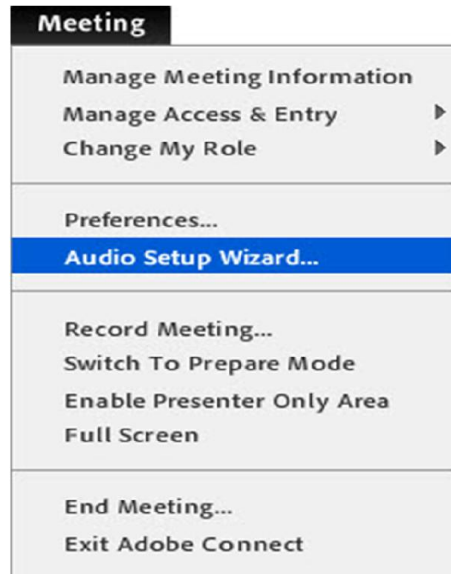 Meeting
Manage Meeting Information
Manage Access & Entry
Change My Role
Preferences...
Audio Setup Wizard...
Record Meeting...
Switch To Prepare Mode
Enable Presenter Only Area
Full Screen
End Meeting...
Exit Adobe Connect